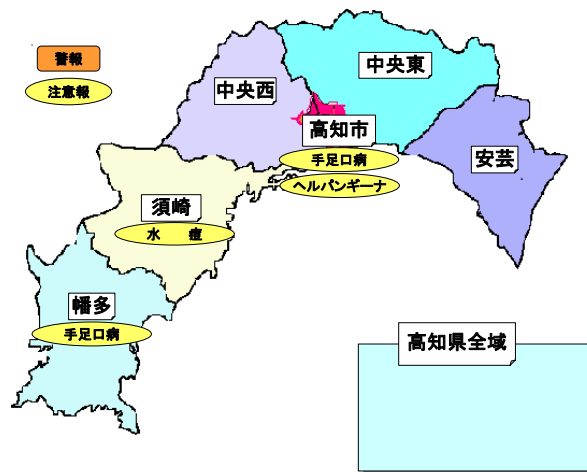 警報
注意報
中央東
中央西
高知市
手足口病
ヘルパンギーナ
安芸
須崎
水　痘
幡多
手足口病
高知県全域